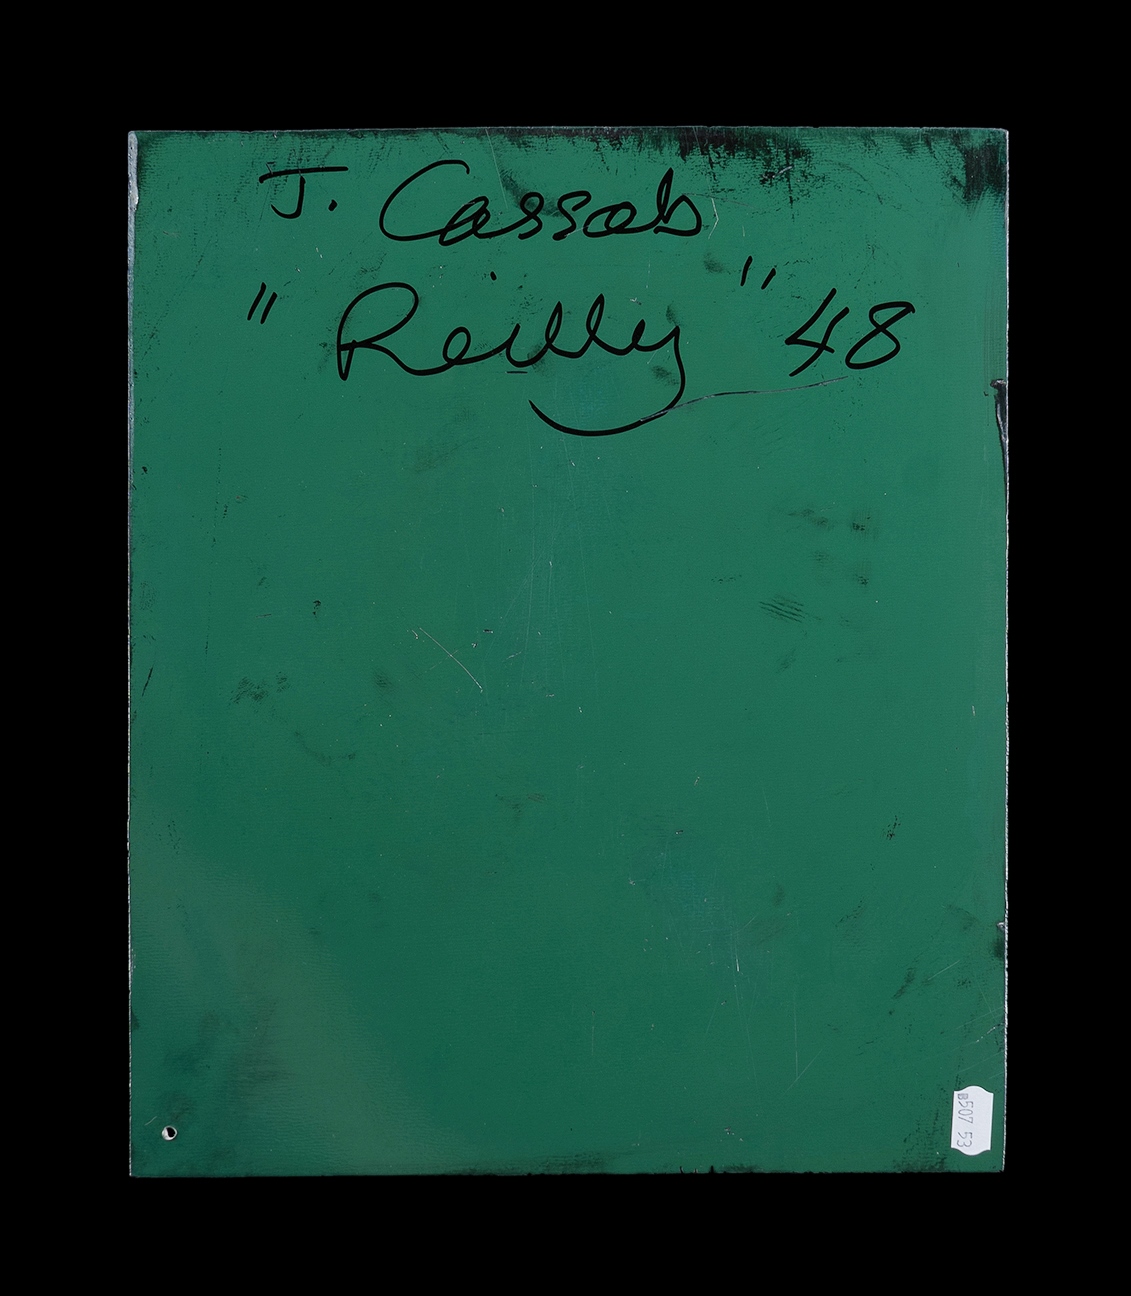 J. Cassab
"Reilly" 48
B507 53